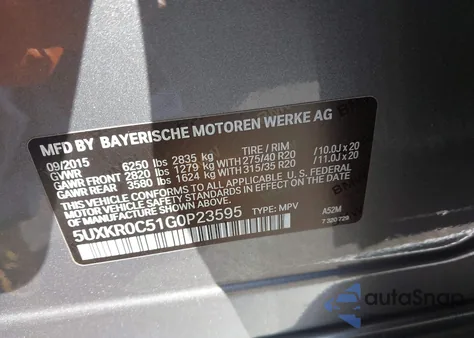 MFD BY BAYERISCHE MOTOREN WERKE AG
09/2015 TIRE / RIM
GVWR 6250 lbs 2835 kg
GAWR FRONT 2820 lbs 1279 kg WITH 275/40 R20 /10.0J x 20
GAWR REAR 3580 lbs 1624 kg WITH 315/35 R20 /11.0J x 20
THIS VEHICLE CONFORMS TO ALL APPLICABLE U.S. FEDERAL
MOTOR VEHICLE SAFETY STANDARDS IN EFFECT ON THE
DATE OF MANUFACTURE SHOWN ABOVE.
5UXKR0C51G0P23595 TYPE: MPV A52M
7 320 728
autoSnap